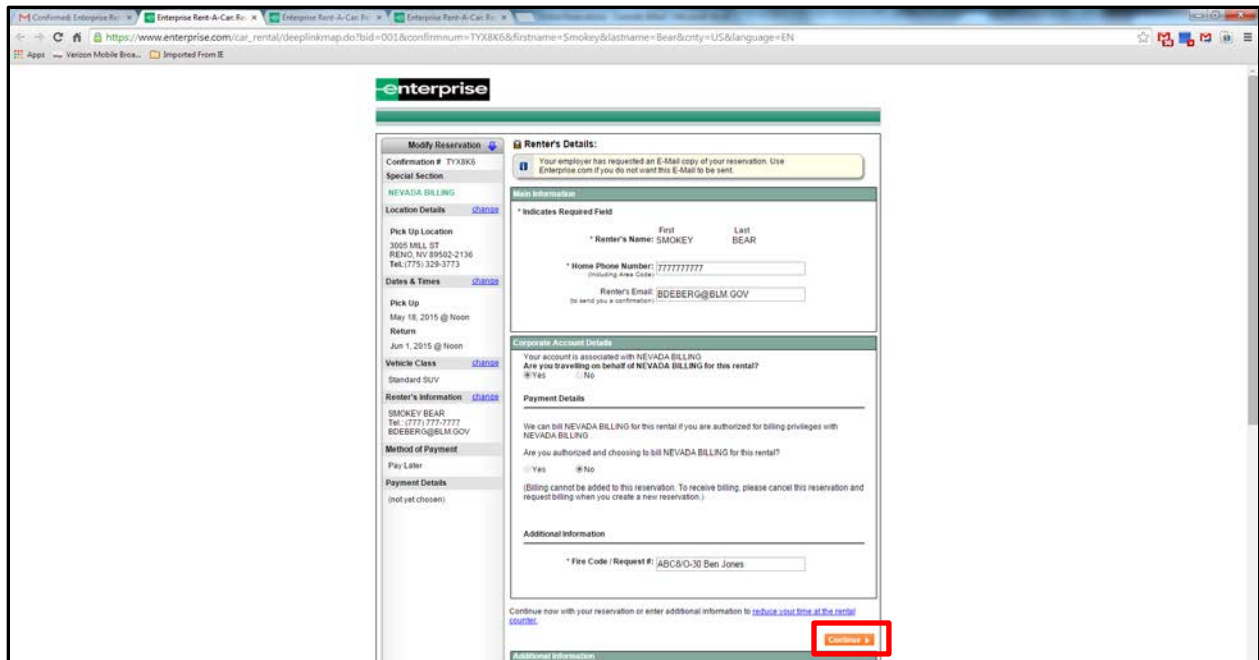 Confirmed: Enterprise Re
Enterprise Rent-A-Car: R
Enterprise Rent-A-Car: R
Enterprise Rent-A-Car: R
https://www.enterprise.com/car_rental/deeplinkmap.do?bid=001&confirmnum=TYX8K6&firstname=Smokey&lastname=Bear&cnty=US&language=EN
Apps Verizon Mobile Broa... Imported From IE
enterprise
Modify Reservation
Confirmation # TYX8K6
Special Section
NEVADA BILLING
Location Details change
Pick Up Location
3005 MILL ST
RENO, NV 89502-2136
Tel.:(775) 329-3773
Dates & Times change
Pick Up
May 18, 2015 @ Noon
Return
Jun 1, 2015 @ Noon
Vehicle Class change
Standard SUV
Renter's Information change
SMOKEY BEAR
Tel.: (777) 777-7777
BDEBERG@BLM.GOV
Method of Payment
Pay Later
Payment Details
(not yet chosen)
Renter's Details:
Your employer has requested an E-Mail copy of your reservation. Use
Enterprise.com if you do not want this E-Mail to be sent.
Main Information
* Indicates Required Field
First Last
* Renter's Name: SMOKEY BEAR
* Home Phone Number: 7777777777
(Including Area Code)
Renter's Email: BDEBERG@BLM.GOV
(to send you a confirmation)
Corporate Account Details
Your account is associated with NEVADA BILLING
Are you travelling on behalf of NEVADA BILLING for this rental?
Yes No
Payment Details
We can bill NEVADA BILLING for this rental if you are authorized for billing privileges with
NEVADA BILLING .
Are you authorized and choosing to bill NEVADA BILLING for this rental?
Yes No
(Billing cannot be added to this reservation. To receive billing, please cancel this reservation and
request billing when you create a new reservation.)
Additional Information
* Fire Code / Request #: ABC8/O-30 Ben Jones
Continue now with your reservation or enter additional information to reduce your time at the rental
counter.
Continue
Additional Information